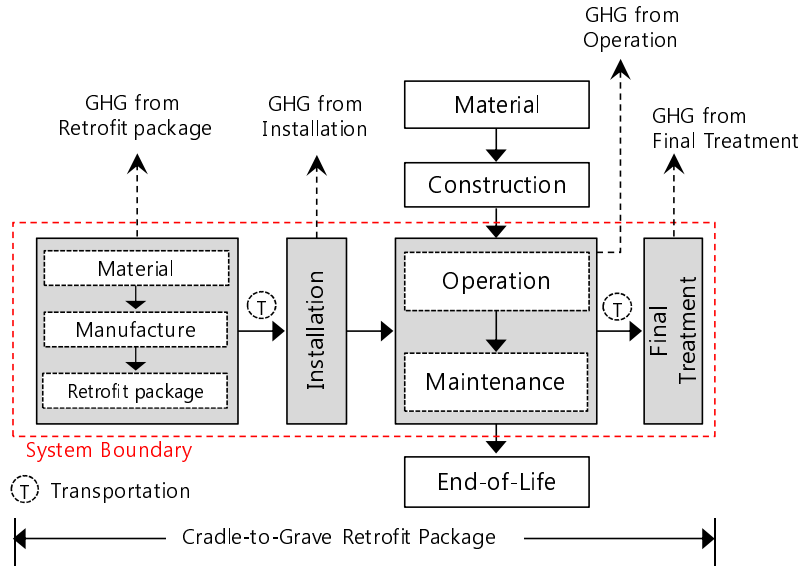 GHG from
Operation
GHG from
Retrofit package
GHG from
Installation
Material
GHG from
Final Treatment
Construction
Material
Manufacture
Retrofit package
T
Installation
Operation
Maintenance
T
Final
Treatment
System Boundary
End-of-Life
T Transportation
Cradle-to-Grave Retrofit Package